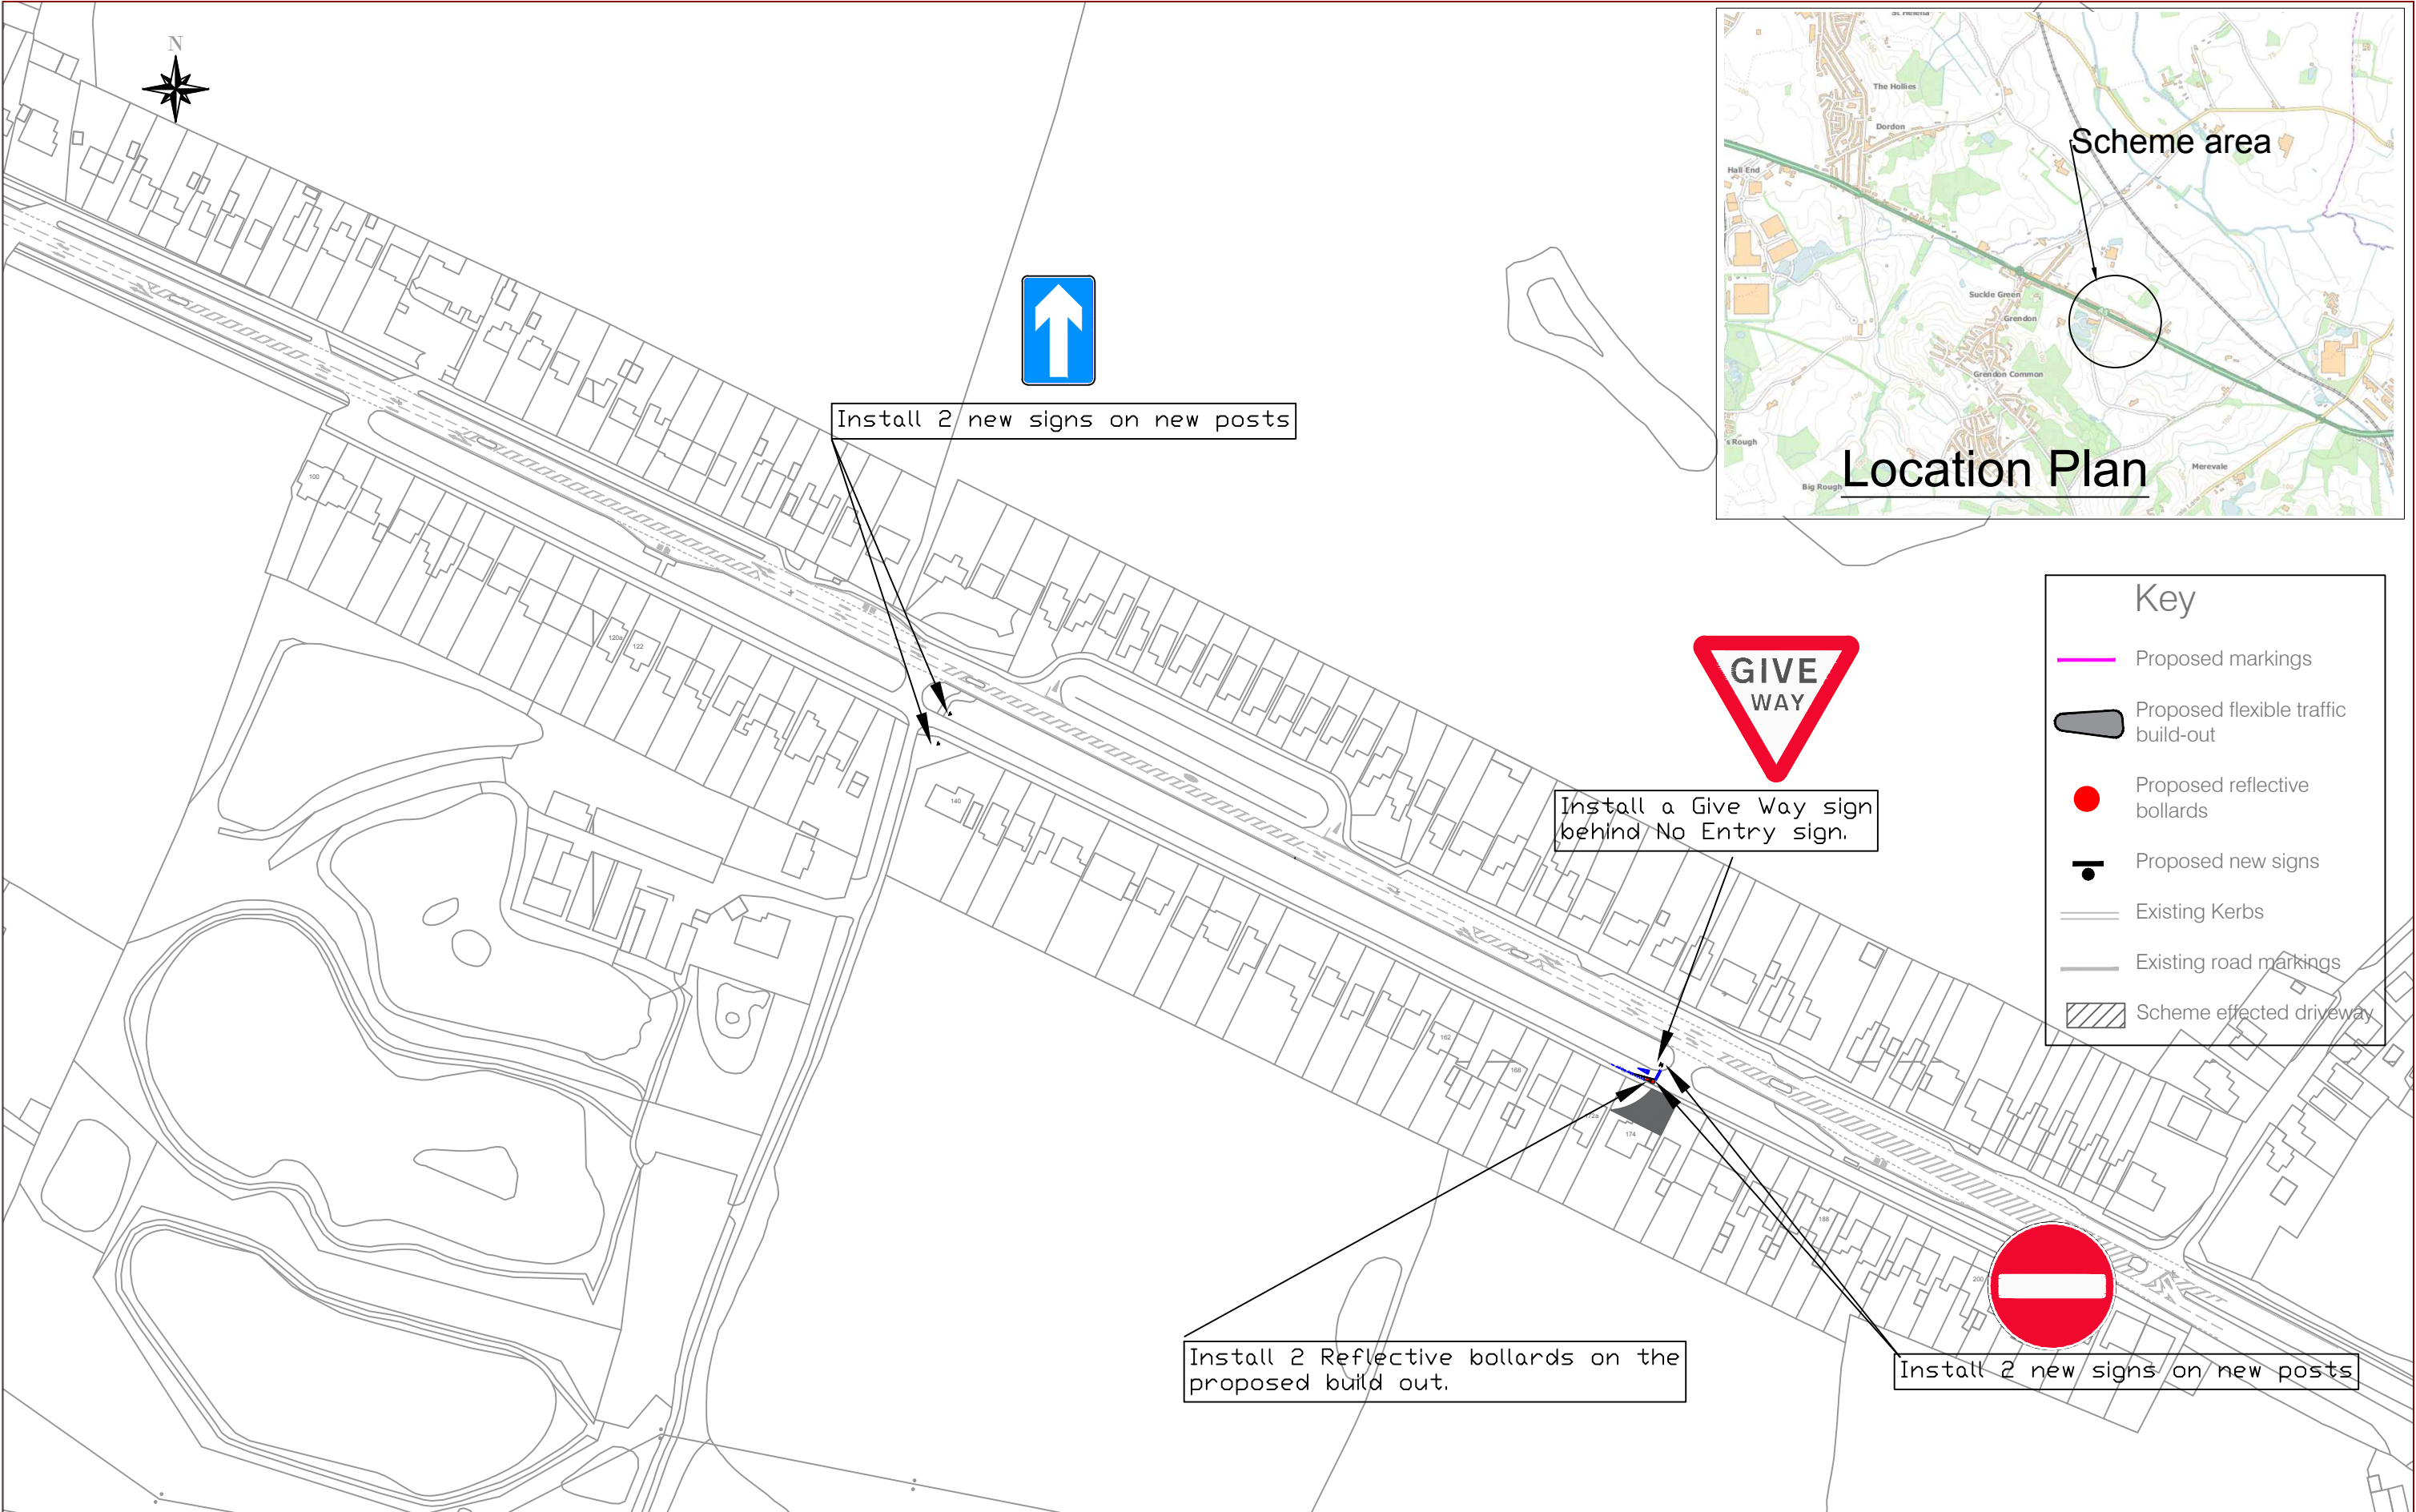 N
St Helena
The Hollies
Dordon
Scheme area
Hall End
Suckle Green
Grendon
Grendon Common
's Rough
Merevale
Big Rough
Location Plan
Install 2 new signs on new posts
Key
Proposed markings
Proposed flexible traffic
build-out
Proposed reflective
bollards
Proposed new signs
Existing Kerbs
Existing road markings
Scheme effected driveway
GIVE
WAY
Install a Give Way sign
behind No Entry sign.
100
120a
122
140
162
168
172a
174
188
200
Install 2 Reflective bollards on the
proposed build out.
Install 2 new signs on new posts